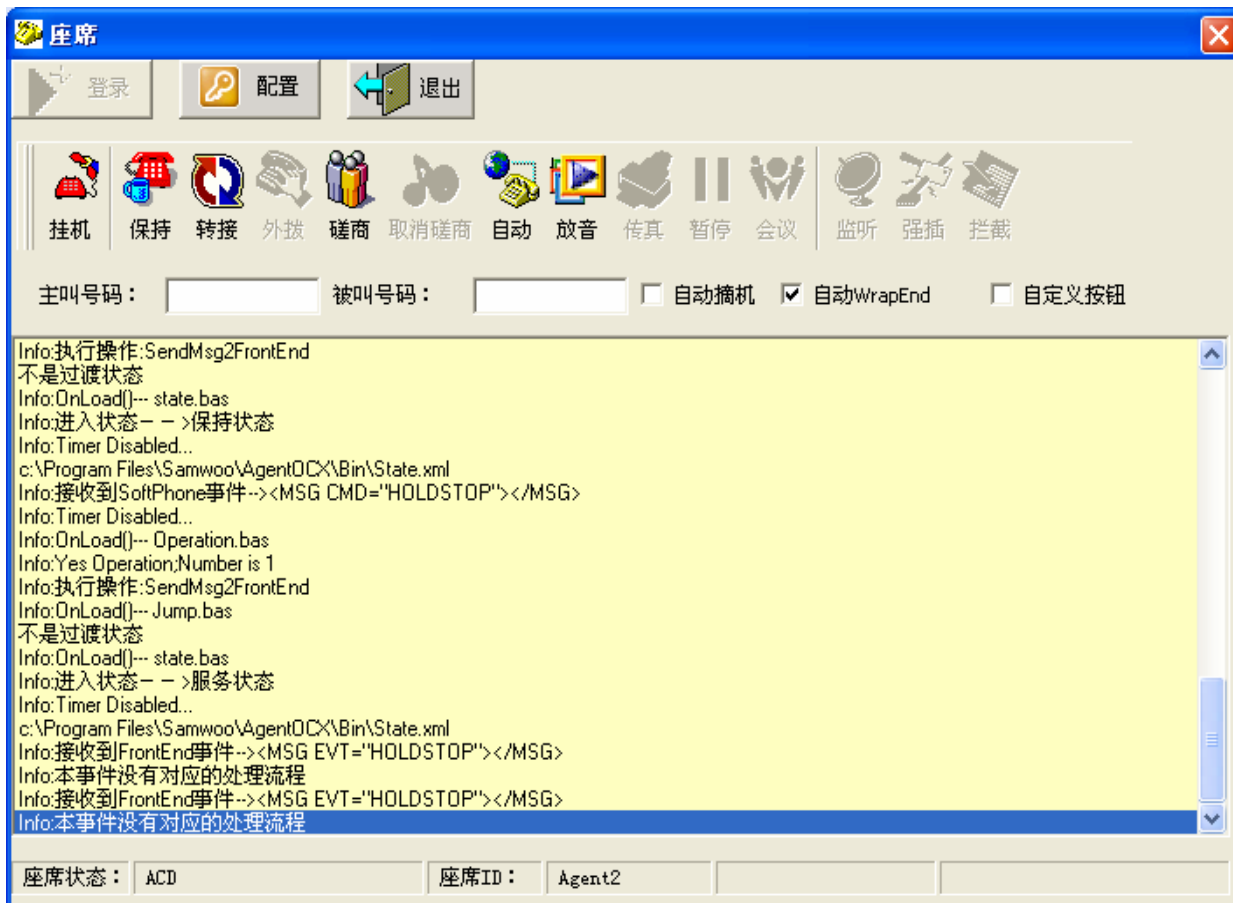 座席
登录 配置 退出
挂机 保持 转接 外拨 磋商 取消磋商 自动 放音 传真 暂停 会议 监听 强插 拦截
主叫号码： 被叫号码： 自动摘机 自动WrapEnd 自定义按钮
Info:执行操作:SendMsg2FrontEnd
不是过渡状态
Info:OnLoad()--- state.bas
Info:进入状态－－>保持状态
Info:Timer Disabled...
c:\Program Files\Samwoo\AgentOCX\Bin\State.xml
Info:接收到SoftPhone事件--><MSG CMD="HOLDSTOP"></MSG>
Info:Timer Disabled...
Info:OnLoad()--- Operation.bas
Info:Yes Operation;Number is 1
Info:执行操作:SendMsg2FrontEnd
Info:OnLoad()--- Jump.bas
不是过渡状态
Info:OnLoad()--- state.bas
Info:进入状态－－>服务状态
Info:Timer Disabled...
c:\Program Files\Samwoo\AgentOCX\Bin\State.xml
Info:接收到FrontEnd事件--><MSG EVT="HOLDSTOP"></MSG>
Info:本事件没有对应的处理流程
Info:接收到FrontEnd事件--><MSG EVT="HOLDSTOP"></MSG>
Info:本事件没有对应的处理流程
座席状态： ACD 座席ID： Agent2